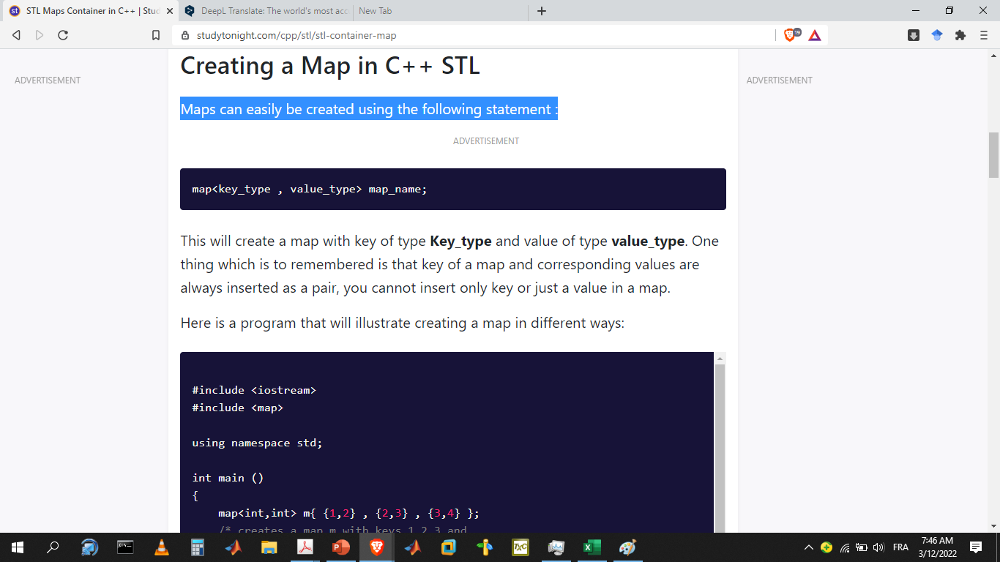 STL Maps Container in C++ | Stud
DeepL Translate: The world's most acc
New Tab
studytonight.com/cpp/stl/stl-container-map
19
Creating a Map in C++ STL
ADVERTISEMENT
ADVERTISEMENT
Maps can easily be created using the following statement :
ADVERTISEMENT
map<key_type , value_type> map_name;
This will create a map with key of type Key_type and value of type value_type. One
thing which is to remembered is that key of a map and corresponding values are
always inserted as a pair, you cannot insert only key or just a value in a map.
Here is a program that will illustrate creating a map in different ways:
#include <iostream>
#include <map>
using namespace std;
int main ()
{
map<int,int> m{ {1,2} , {2,3} , {3,4} };
/* creates a map m with keys 1,2,3 and
FRA
7:46 AM
3/12/2022